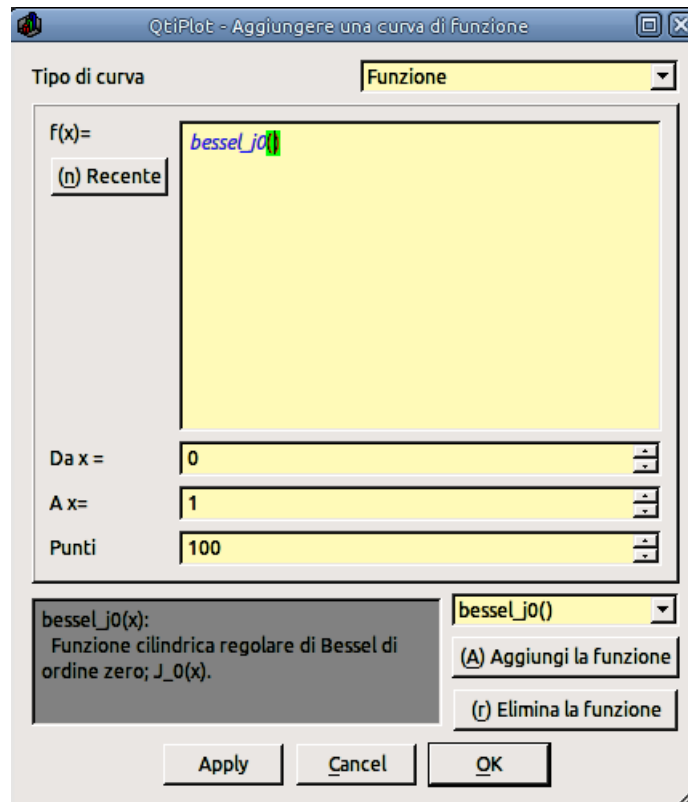 QtiPlot - Aggiungere una curva di funzione
Tipo di curva
Funzione
f(x)=
bessel_j0()
(n) Recente
Da x =
0
A x=
1
Punti
100
bessel_j0(x):
Funzione cilindrica regolare di Bessel di
ordine zero; J_0(x).
bessel_j0()
(A) Aggiungi la funzione
(r) Elimina la funzione
Apply
Cancel
OK